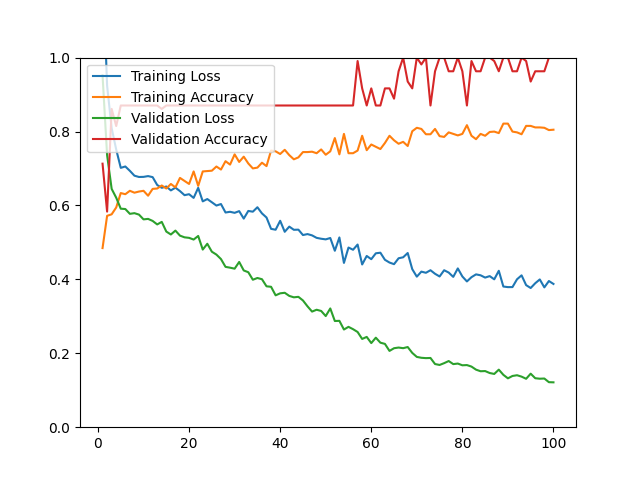 Training Loss
Training Accuracy
Validation Loss
Validation Accuracy
1.0
0.8
0.6
0.4
0.2
0.0
0 20 40 60 80 100